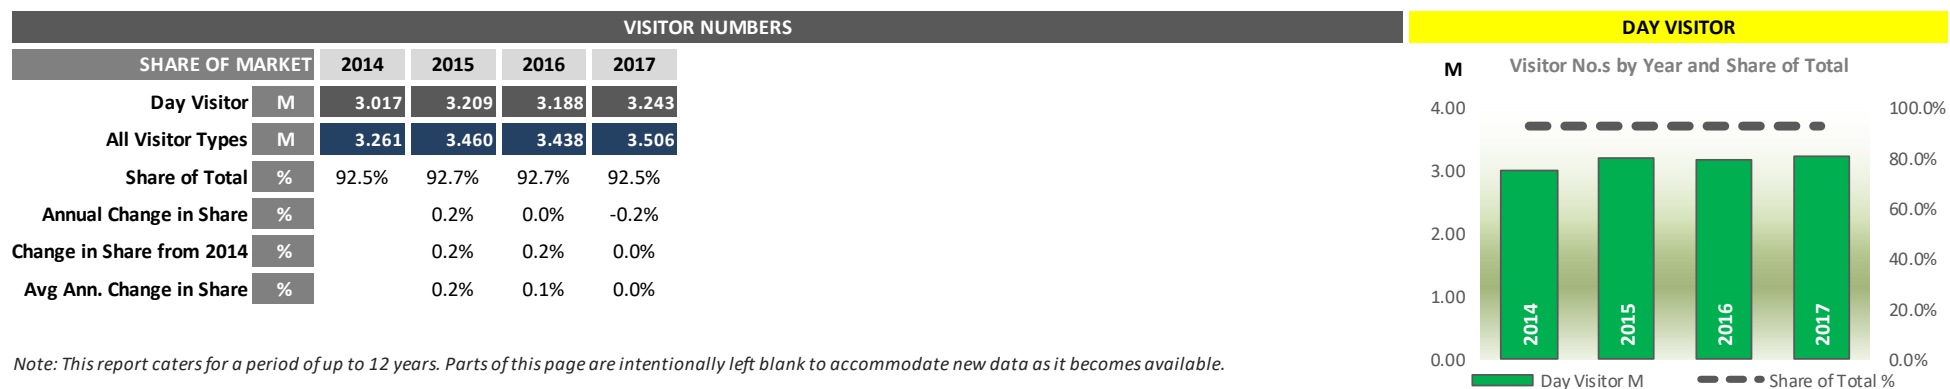 VISITOR NUMBERS
SHARE OF MARKET 2014 2015 2016 2017
Day Visitor M 3.017 3.209 3.188 3.243
All Visitor Types M 3.261 3.460 3.438 3.506
Share of Total % 92.5% 92.7% 92.7% 92.5%
Annual Change in Share % 0.2% 0.0% -0.2%
Change in Share from 2014 % 0.2% 0.2% 0.0%
Avg Ann. Change in Share % 0.2% 0.1% 0.0%
Note: This report caters for a period of up to 12 years. Parts of this page are intentionally left blank to accommodate new data as it becomes available.
DAY VISITOR
M Visitor No.s by Year and Share of Total
4.00 100.0%
80.0%
3.00
60.0%
2.00
40.0%
1.00
20.0%
2014 2015 2016 2017
0.00 0.0%
Day Visitor M Share of Total %